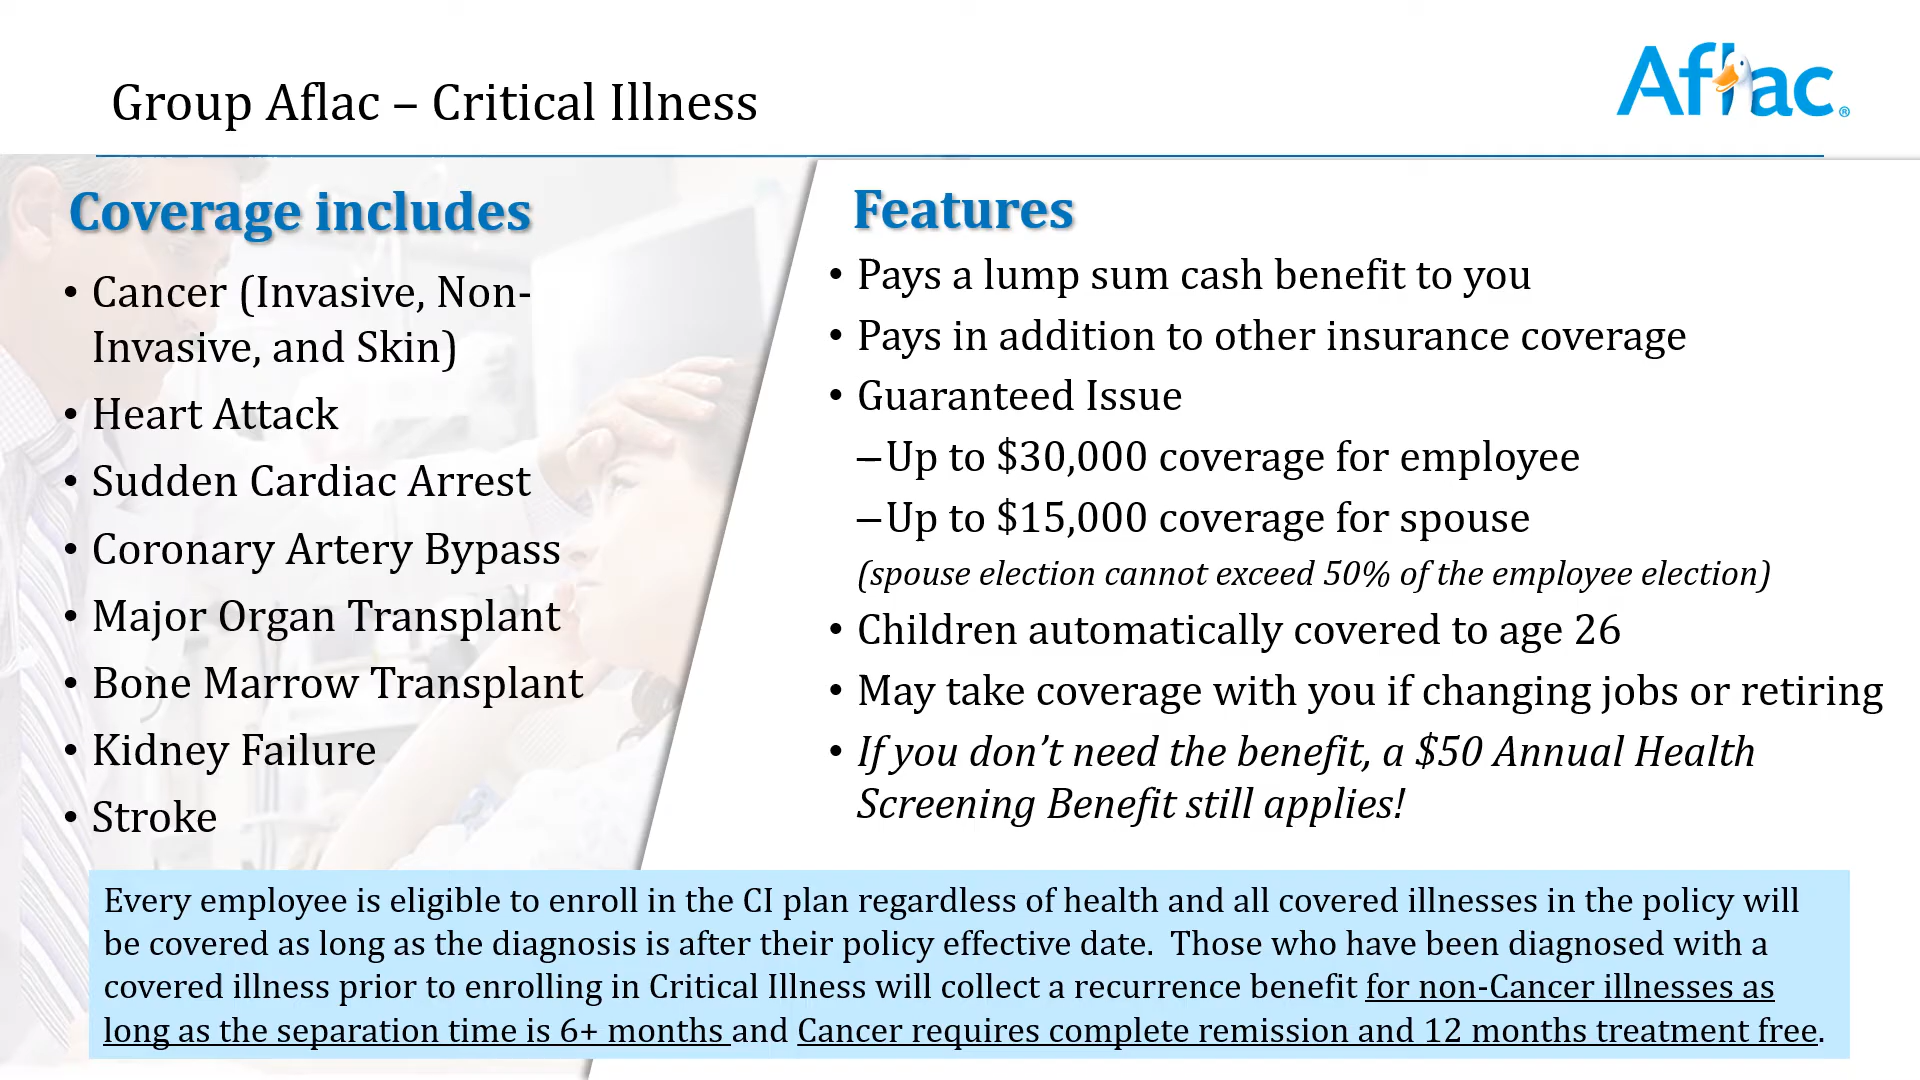 Group Aflac – Critical Illness
Aflac®
Coverage includes
• Cancer (Invasive, Non-
Invasive, and Skin)
• Heart Attack
• Sudden Cardiac Arrest
• Coronary Artery Bypass
• Major Organ Transplant
• Bone Marrow Transplant
• Kidney Failure
• Stroke
Features
• Pays a lump sum cash benefit to you
• Pays in addition to other insurance coverage
• Guaranteed Issue
–Up to $30,000 coverage for employee
–Up to $15,000 coverage for spouse
(spouse election cannot exceed 50% of the employee election)
• Children automatically covered to age 26
• May take coverage with you if changing jobs or retiring
• If you don’t need the benefit, a $50 Annual Health
Screening Benefit still applies!
Every employee is eligible to enroll in the CI plan regardless of health and all covered illnesses in the policy will
be covered as long as the diagnosis is after their policy effective date.  Those who have been diagnosed with a
covered illness prior to enrolling in Critical Illness will collect a recurrence benefit for non-Cancer illnesses as
long as the separation time is 6+ months and Cancer requires complete remission and 12 months treatment free.